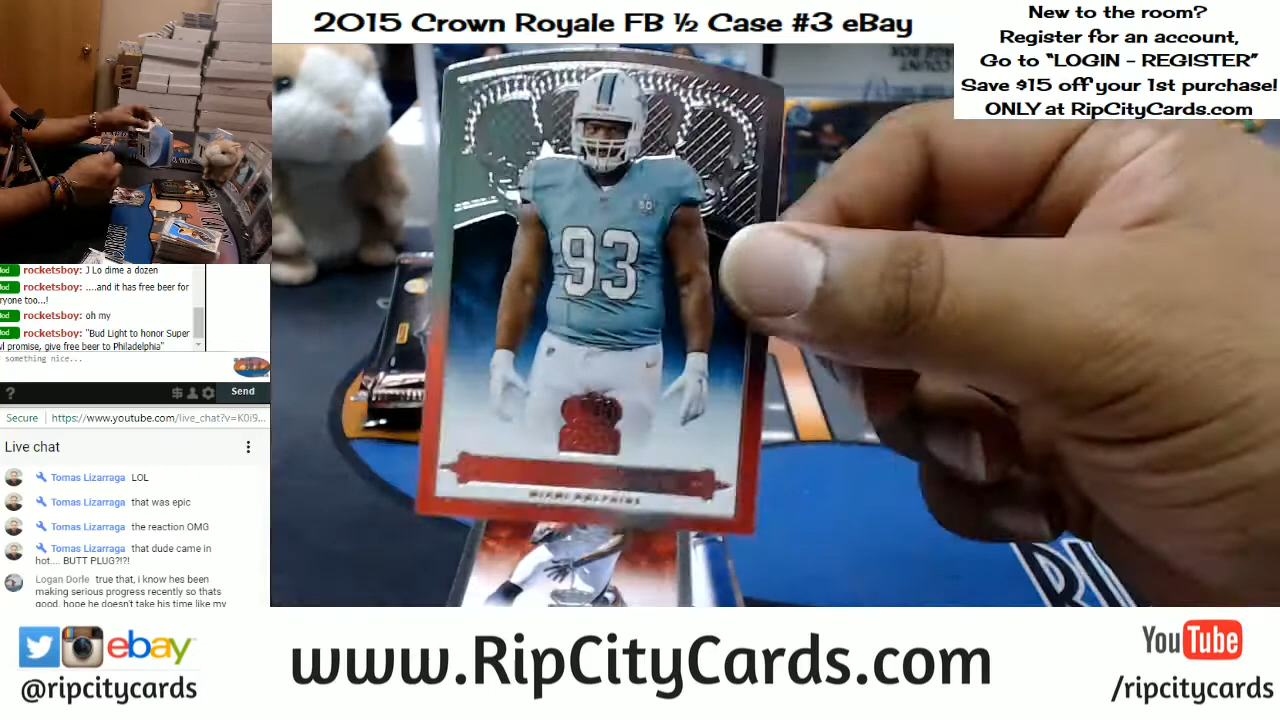 2015 Crown Royale FB ½ Case #3 eBay
New to the room?
Register for an account,
Go to “LOGIN - REGISTER”
Save $15 off your 1st purchase!
ONLY at RipCityCards.com
93
50
MIAMI DOLPHINS
rocketsboy: J Lo dime a dozen
rocketsboy: ....and it has free beer for
ryone too...!
rocketsboy: oh my
rocketsboy: "Bud Light to honor Super
promise, give free beer to Philadelphia"
something nice...
? $ Send
Secure https://www.youtube.com/live_chat?v=K0i9...
Live chat
Tomas Lizarraga LOL
Tomas Lizarraga that was epic
Tomas Lizarraga the reaction OMG
Tomas Lizarraga that dude came in
hot.... BUTT PLUG?!?!
Logan Dorle true that, i know hes been
making serious progress recently so thats
good, hope he doesn't take his time like my
ebay
@ripcitycards
www.RipCityCards.com
YouTube
/ripcitycards